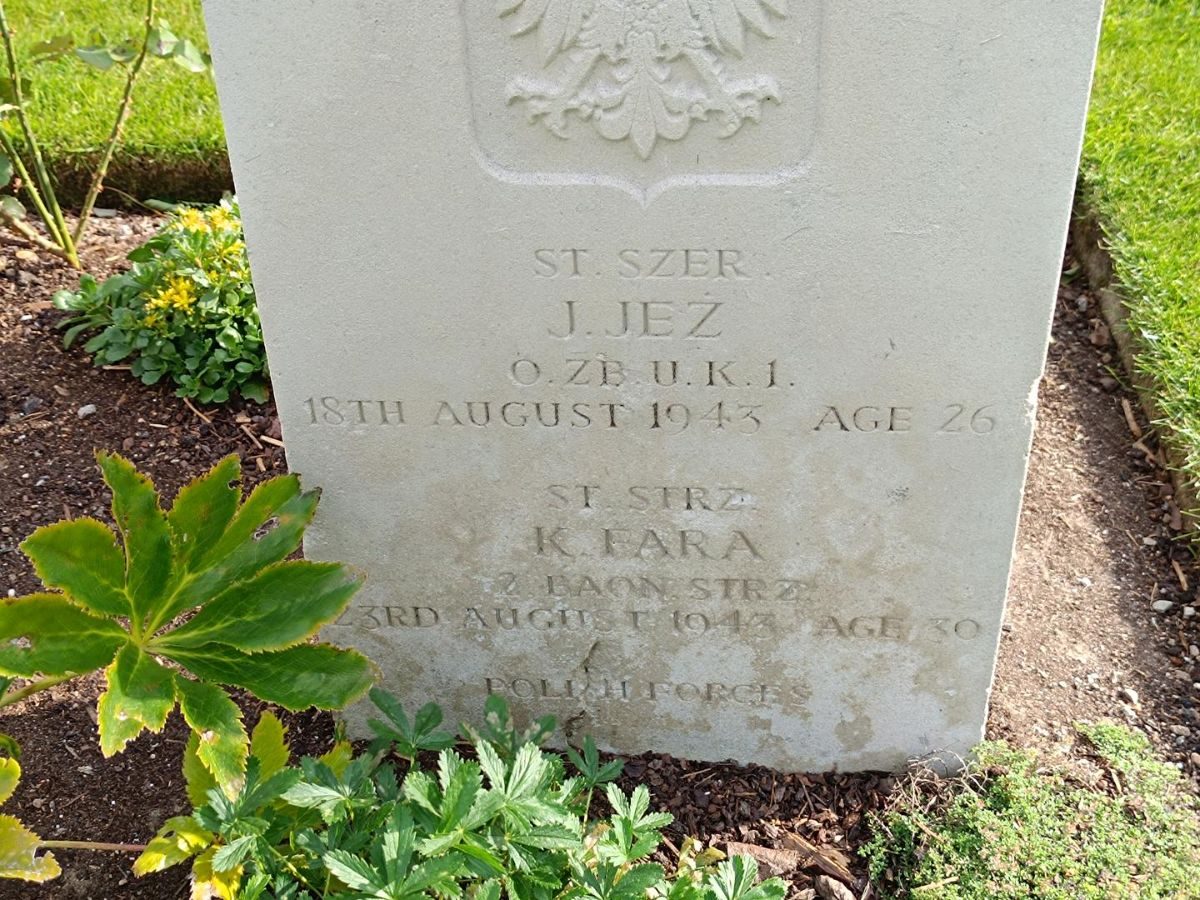 ST. SZER.
J. JEZ
O. ZB. U. K. 1.
18TH AUGUST 1943 AGE 26
ST. STRZ.
K. FARA
2 BAON. STRZ.
23RD AUGUST 1943 AGE 30
POLISH FORCES